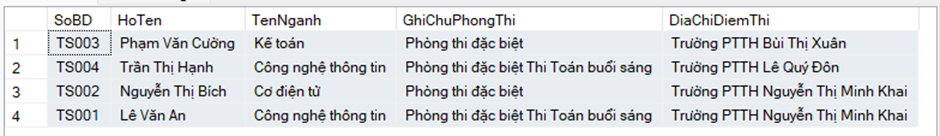 SoBD HoTen TenNganh GhiChuPhongThi DiaChiDiemThi
1 TS003 Phạm Văn Cường Kế toán Phòng thi đặc biệt Trường PTTH Bùi Thị Xuân
2 TS004 Trần Thị Hạnh Công nghệ thông tin Phòng thi đặc biệt Thi Toán buổi sáng Trường PTTH Lê Quý Đôn
3 TS002 Nguyễn Thị Bích Cơ điện tử Phòng thi đặc biệt Trường PTTH Nguyễn Thị Minh Khai
4 TS001 Lê Văn An Công nghệ thông tin Phòng thi đặc biệt Thi Toán buổi sáng Trường PTTH Nguyễn Thị Minh Khai